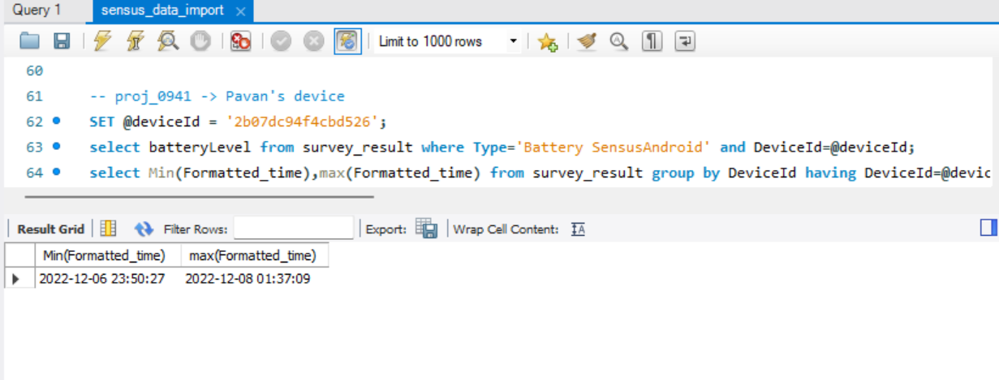 Query 1 sensus_data_import
Limit to 1000 rows
60
61 -- proj_0941 -> Pavan's device
62 SET @deviceId = '2b07dc94f4cbd526';
63 select batteryLevel from survey_result where Type='Battery SensusAndroid' and DeviceId=@deviceId;
64 select Min(Formatted_time),max(Formatted_time) from survey_result group by DeviceId having DeviceId=@devic
Result Grid Filter Rows: Export: Wrap Cell Content: IA
Min(Formatted_time) max(Formatted_time)
2022-12-06 23:50:27 2022-12-08 01:37:09